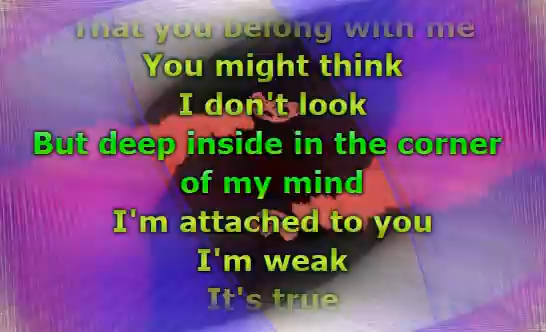 That you belong with me
You might think
I don't look
But deep inside in the corner
of my mind
I'm attached to you
I'm weak
It's true